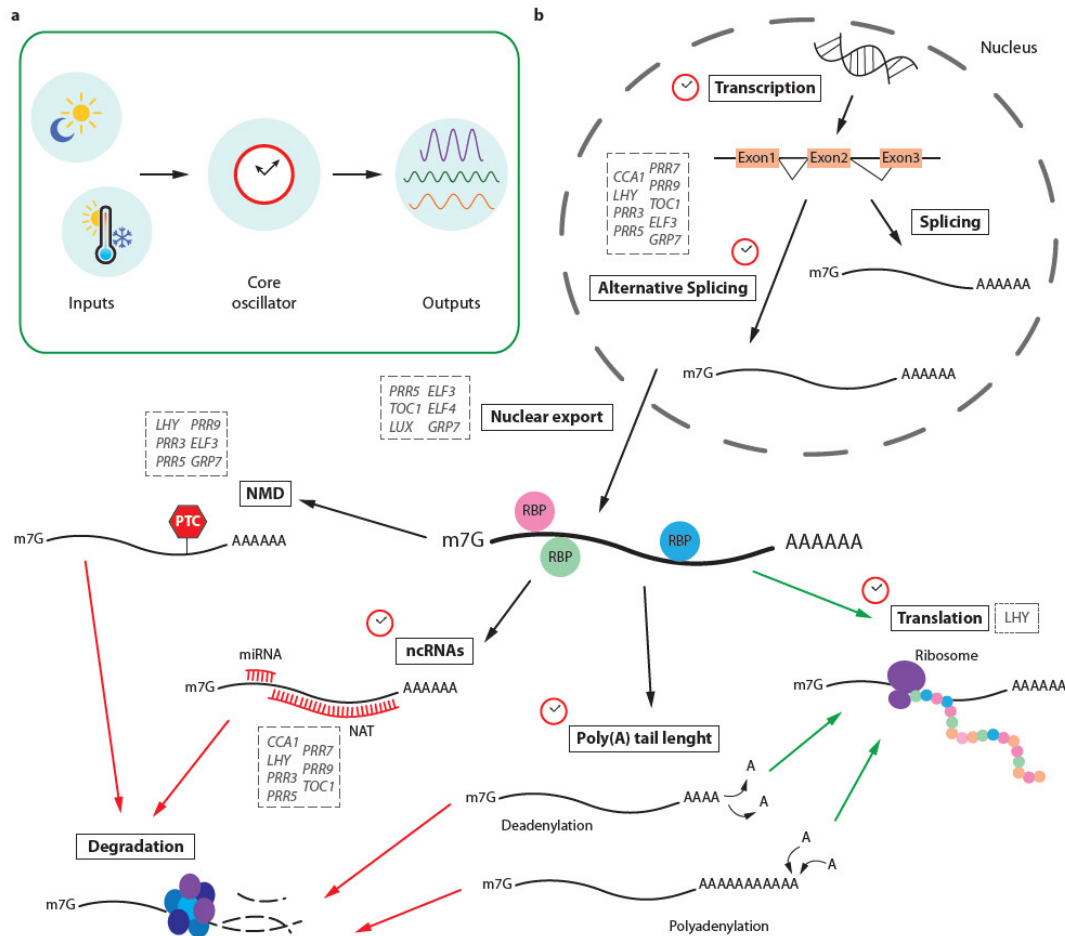 a
Inputs
Core
oscillator
Outputs
b
Nucleus
Transcription
Exon1
Exon2
Exon3
CCA1
LHY
PRR3
PRR5
PRR7
PRR9
TOC1
ELF3
GRP7
Splicing
m7G
AAAAAA
Alternative Splicing
m7G
AAAAAA
PRR5 ELF3
TOC1 ELF4
LUX GRP7
Nuclear export
LHY PRR9
PRR3 ELF3
PRR5 GRP7
NMD
PTC
m7G
AAAAAA
m7G
RBP
RBP
RBP
AAAAAA
Translation
LHY
Ribosome
m7G
AAAAAA
ncRNAs
miRNA
m7G
AAAAAA
NAT
CCA1
LHY
PRR3
PRR5
PRR7
PRR9
TOC1
Poly(A) tail lenght
m7G
AAAA
A
A
Deadenylation
m7G
AAAAAAAAAAA
A
A
Polyadenylation
Degradation
m7G